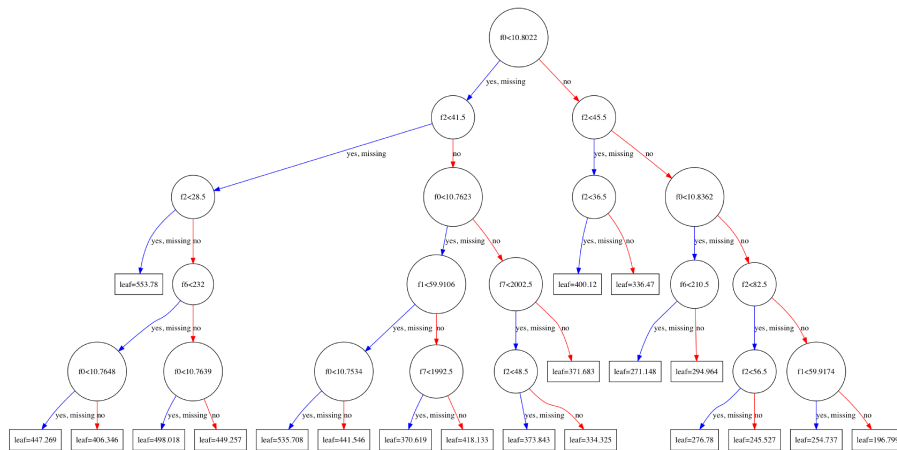 f0<10.8022
yes, missing
no
f2<41.5
f2<45.5
yes, missing
no
yes, missing
no
f2<28.5
f0<10.7623
f2<36.5
f0<10.8362
yes, missing
no
yes, missing
no
yes, missing
no
yes, missing
no
leaf=553.78
f6<232
f1<59.9106
f7<2002.5
leaf=400.12
leaf=336.47
f6<210.5
f2<82.5
yes, missing
no
yes, missing
no
yes, missing
no
yes, missing
no
yes, missing
no
f0<10.7648
f0<10.7639
f0<10.7534
f7<1992.5
f2<48.5
leaf=371.683
leaf=271.148
leaf=294.964
f2<56.5
f1<59.9174
yes, missing
no
yes, missing
no
yes, missing
no
yes, missing
no
yes, missing
no
yes, missing
no
yes, missing
no
leaf=447.269
leaf=406.346
leaf=498.018
leaf=449.257
leaf=535.708
leaf=441.546
leaf=370.619
leaf=418.133
leaf=373.843
leaf=334.325
leaf=276.78
leaf=245.527
leaf=254.737
leaf=196.799